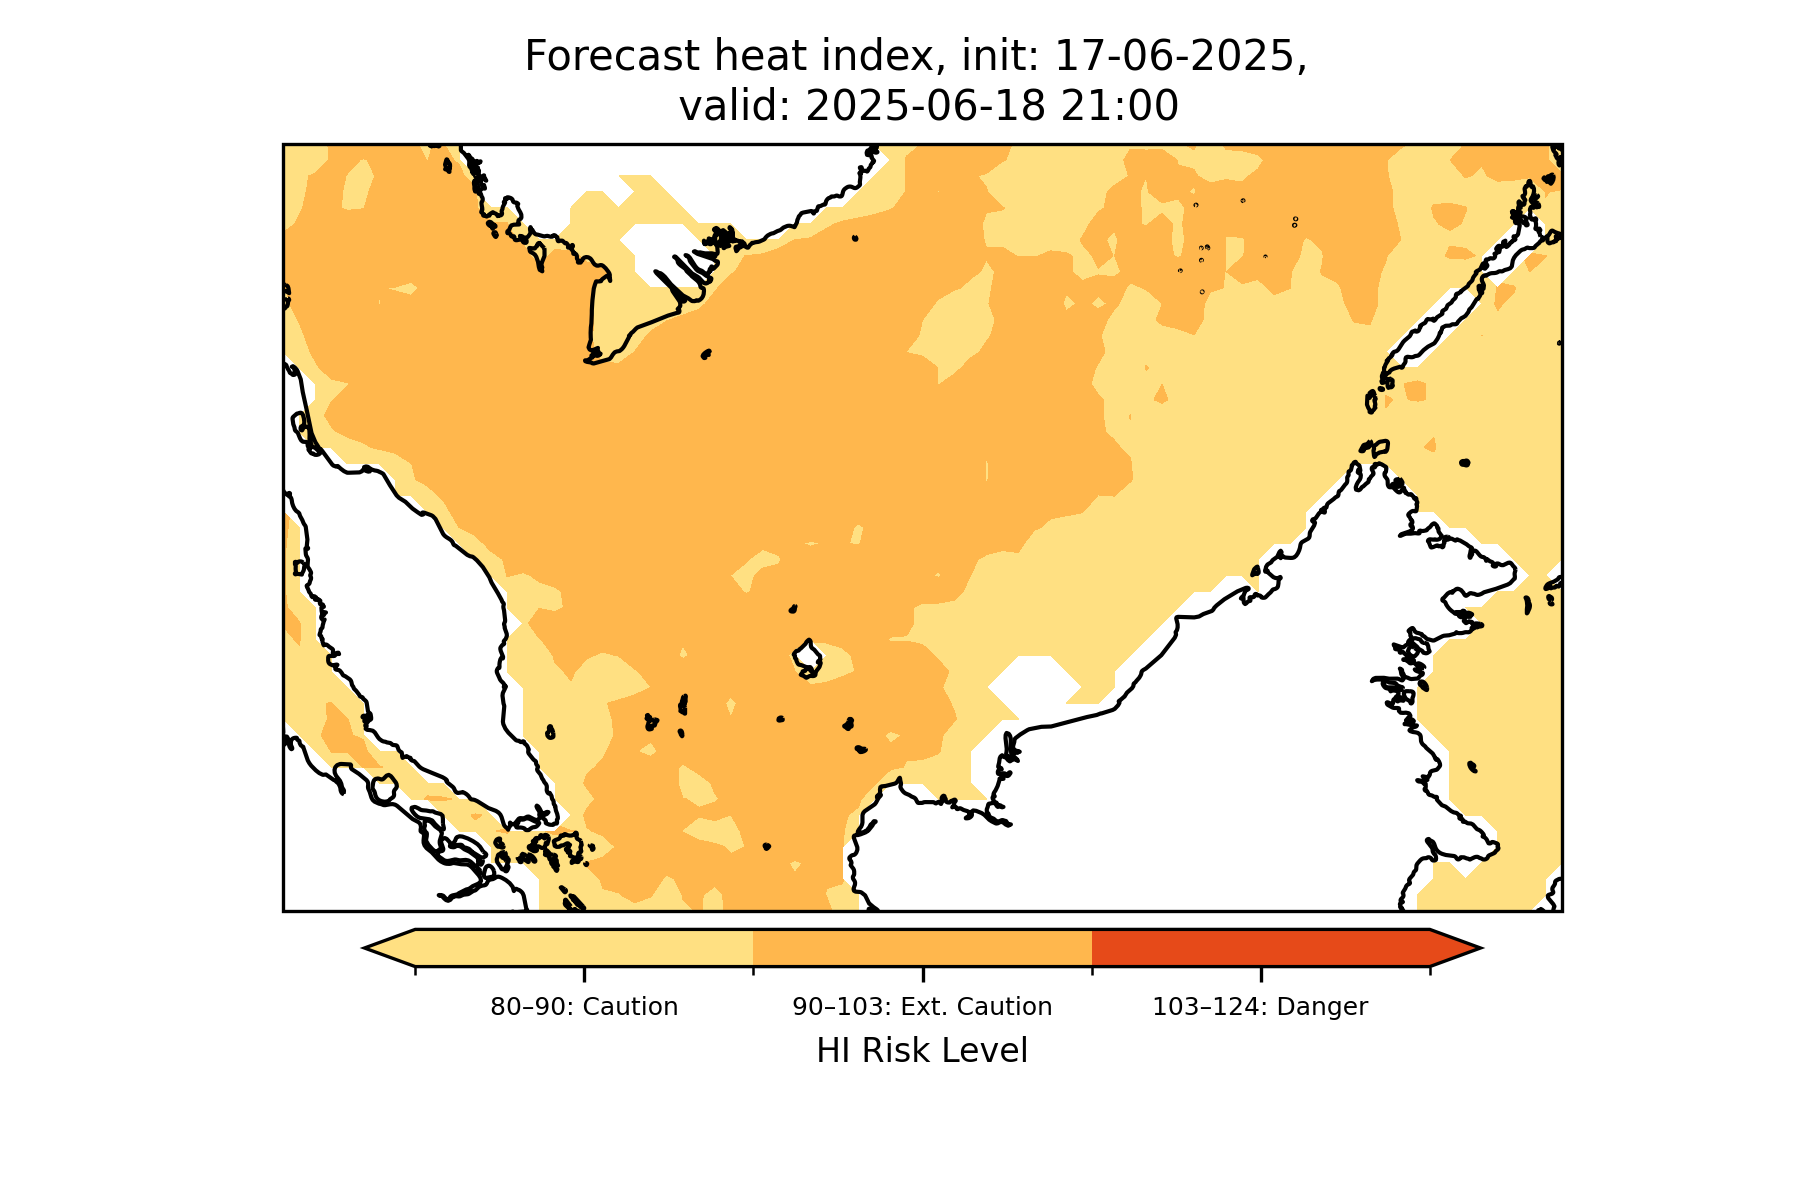 Forecast heat index, init: 17-06-2025,
valid: 2025-06-18 21:00
80–90: Caution
90–103: Ext. Caution
103–124: Danger
HI Risk Level